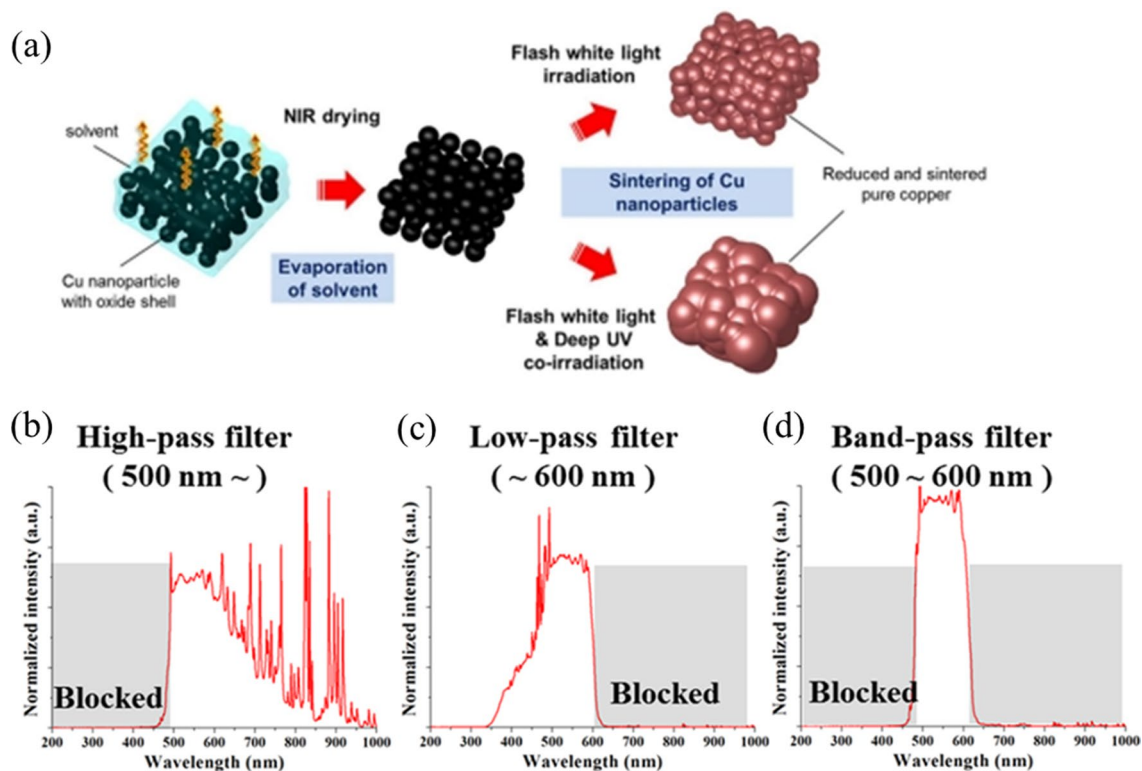 (a)
solvent
Cu nanoparticle
with oxide shell
NIR drying
Evaporation
of solvent
Flash white light
irradiation
Sintering of Cu
nanoparticles
Flash white light
& Deep UV
co-irradiation
Reduced and sintered
pure copper
(b)
High-pass filter
( 500 nm ~ )
Normalized intensity (a.u.)
Blocked
200 300 400 500 600 700 800 900 1000
Wavelength (nm)
(c)
Low-pass filter
( ~ 600 nm )
Normalized intensity (a.u.)
Blocked
200 300 400 500 600 700 800 900 1000
Wavelength (nm)
(d)
Band-pass filter
( 500 ~ 600 nm )
Normalized intensity (a.u.)
Blocked
Blocked
200 300 400 500 600 700 800 900 1000
Wavelength (nm)